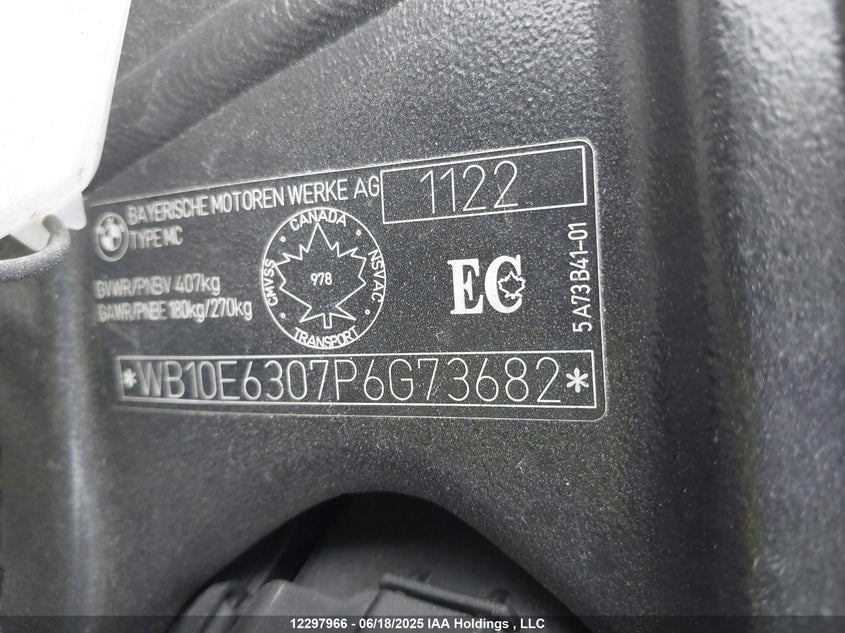 BAYERISCHE MOTOREN WERKE AG 1122
TYPE MC
GVWR/PNBV 407kg
GAWR/PNBE 180kg/270kg
CANADA
CMVSS 978 NSVAC
TRANSPORT
EC
5A73B41-01
*WB10E6307P6G73682*
12297966 - 06/18/2025 IAA Holdings , LLC